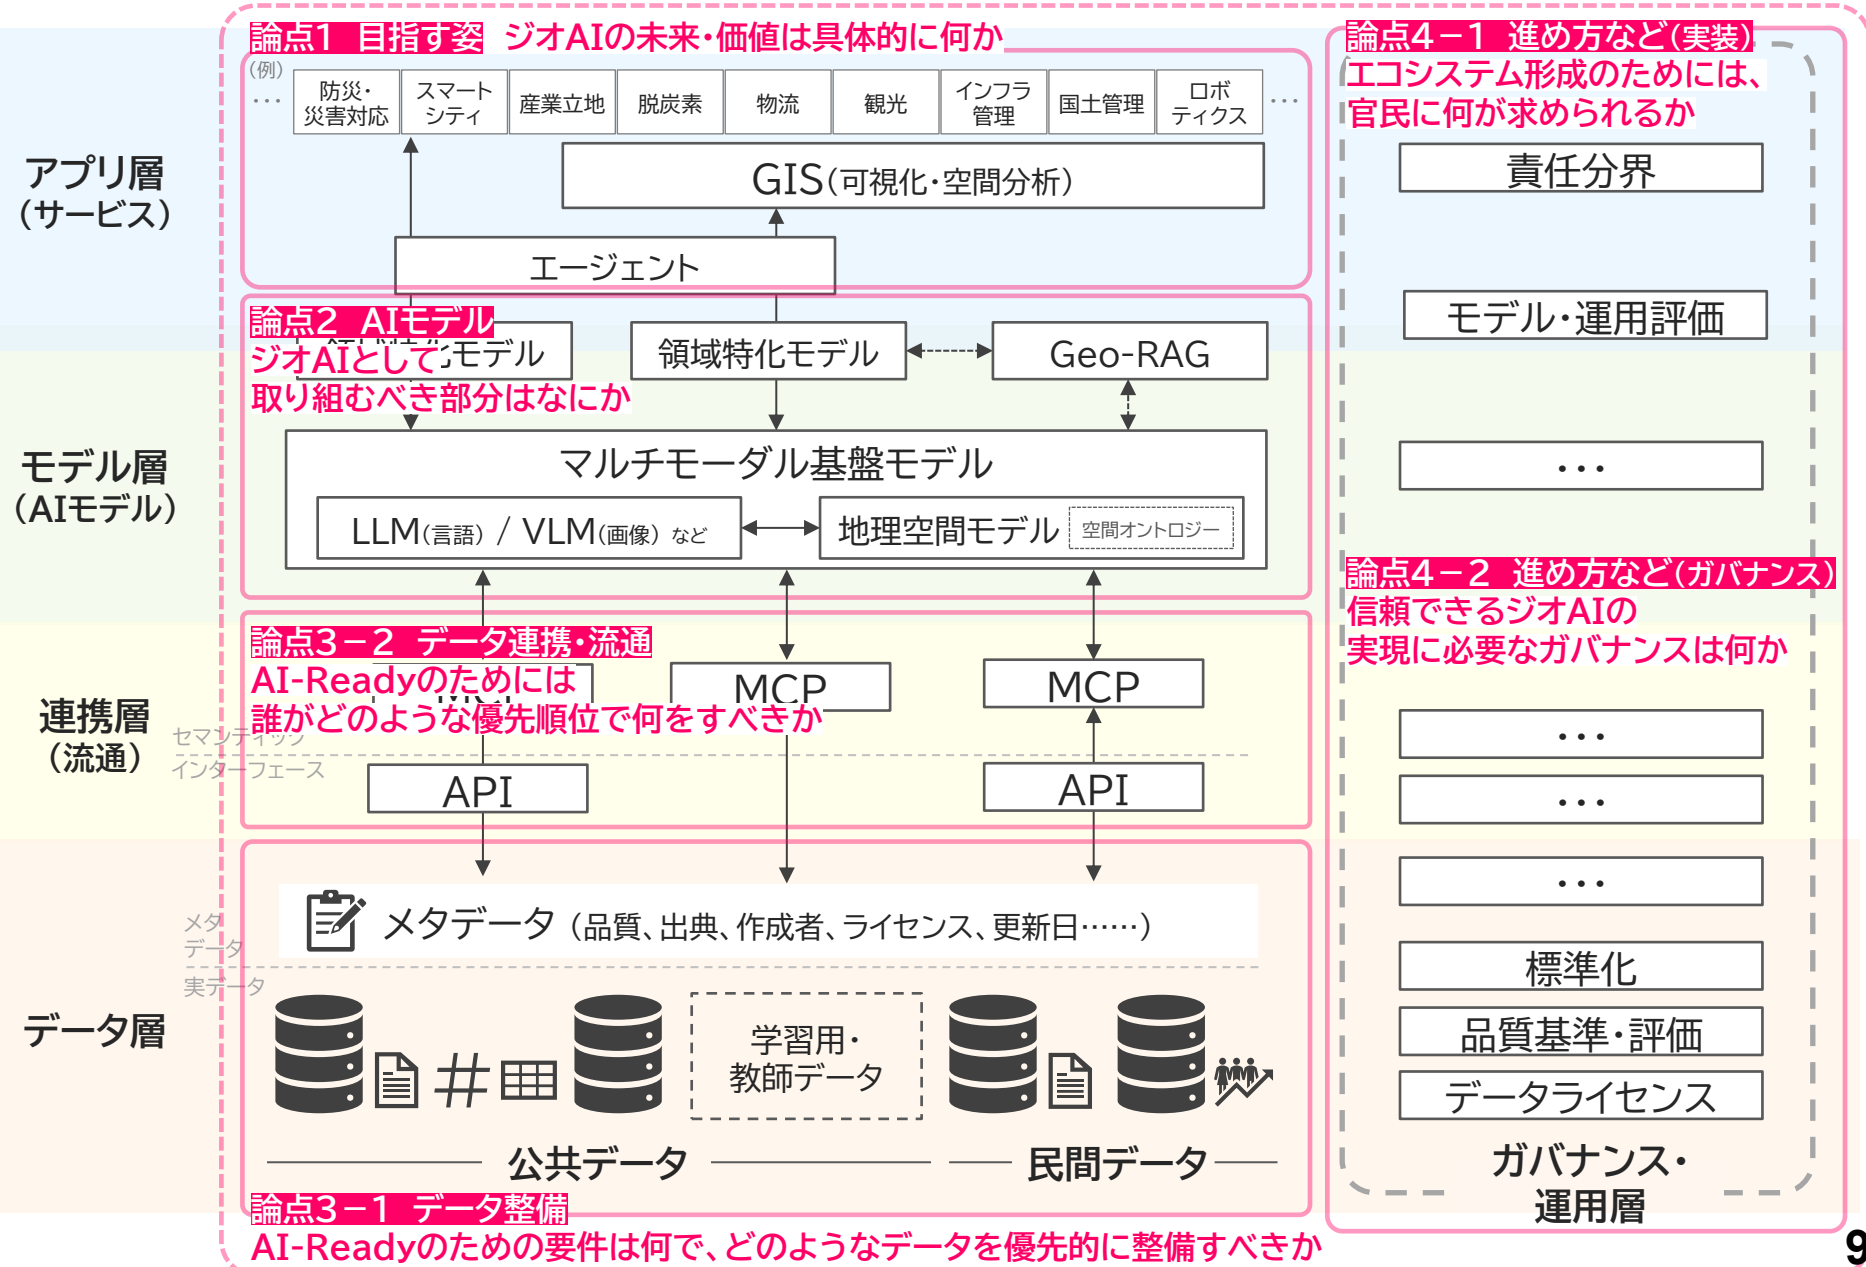 論点1 目指す姿 ジオAIの未来・価値は具体的に何か
(例)
…
防災・
災害対応
スマート
シティ
産業立地
脱炭素
物流
観光
インフラ
管理
国土管理
ロボ
ティクス
…
アプリ層
(サービス)
GIS(可視化・空間分析)
エージェント
論点2 AIモデル
ジオAIとして
取り組むべき部分はなにか
領域特化モデル
領域特化モデル
Geo-RAG
モデル層
(AIモデル)
マルチモーダル基盤モデル
LLM(言語) / VLM(画像) など
地理空間モデル
空間オントロジー
論点3-2 データ連携・流通
AI-Readyのためには
誰がどのような優先順位で何をすべきか
MCP
MCP
MCP
連携層
(流通)
セマンティック
インターフェース
API
API
メタデータ(品質、出典、作成者、ライセンス、更新日……)
メタ
データ
実データ
データ層
学習用・
教師データ
公共データ
民間データ
論点3-1 データ整備
AI-Readyのための要件は何で、どのようなデータを優先的に整備すべきか
論点4-1 進め方など(実装)
エコシステム形成のためには、
官民に何が求められるか
責任分界
モデル・運用評価
…
論点4-2 進め方など(ガバナンス)
信頼できるジオAIの
実現に必要なガバナンスは何か
…
…
…
標準化
品質基準・評価
データライセンス
ガバナンス・
運用層
9